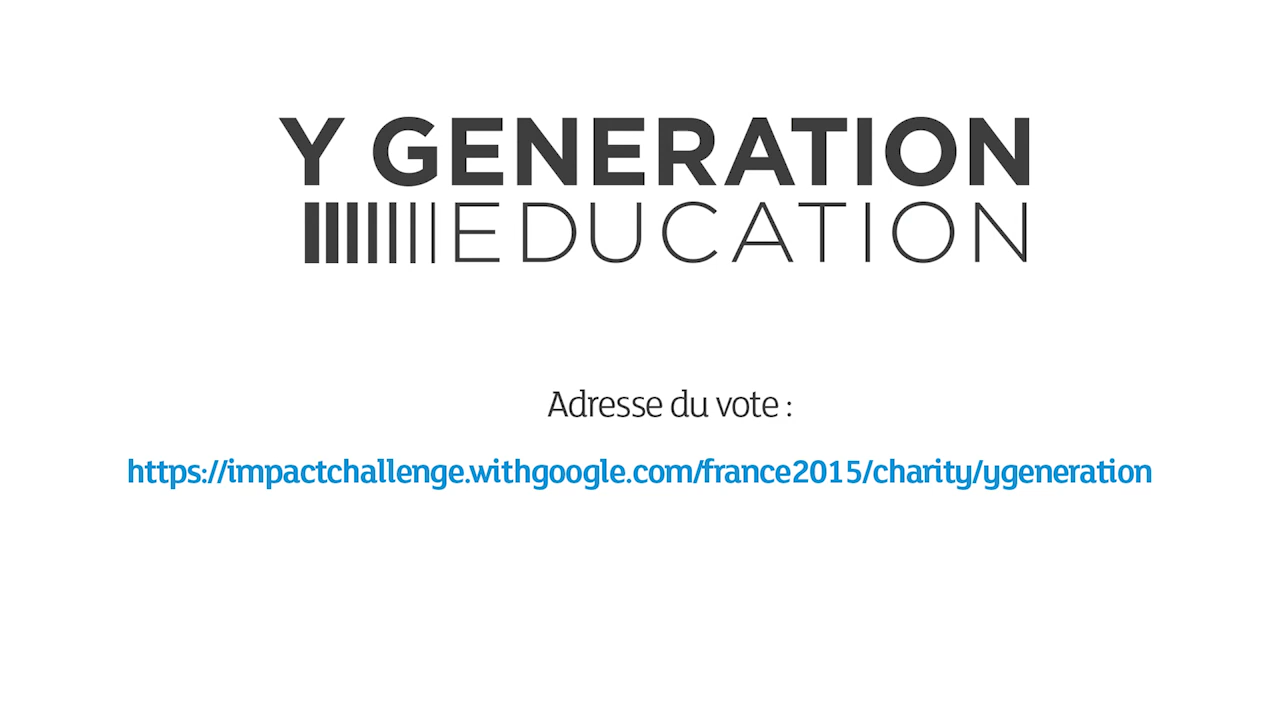 Y GENERATION
EDUCATION
Adresse du vote :
https://impactchallenge.withgoogle.com/france2015/charity/ygeneration